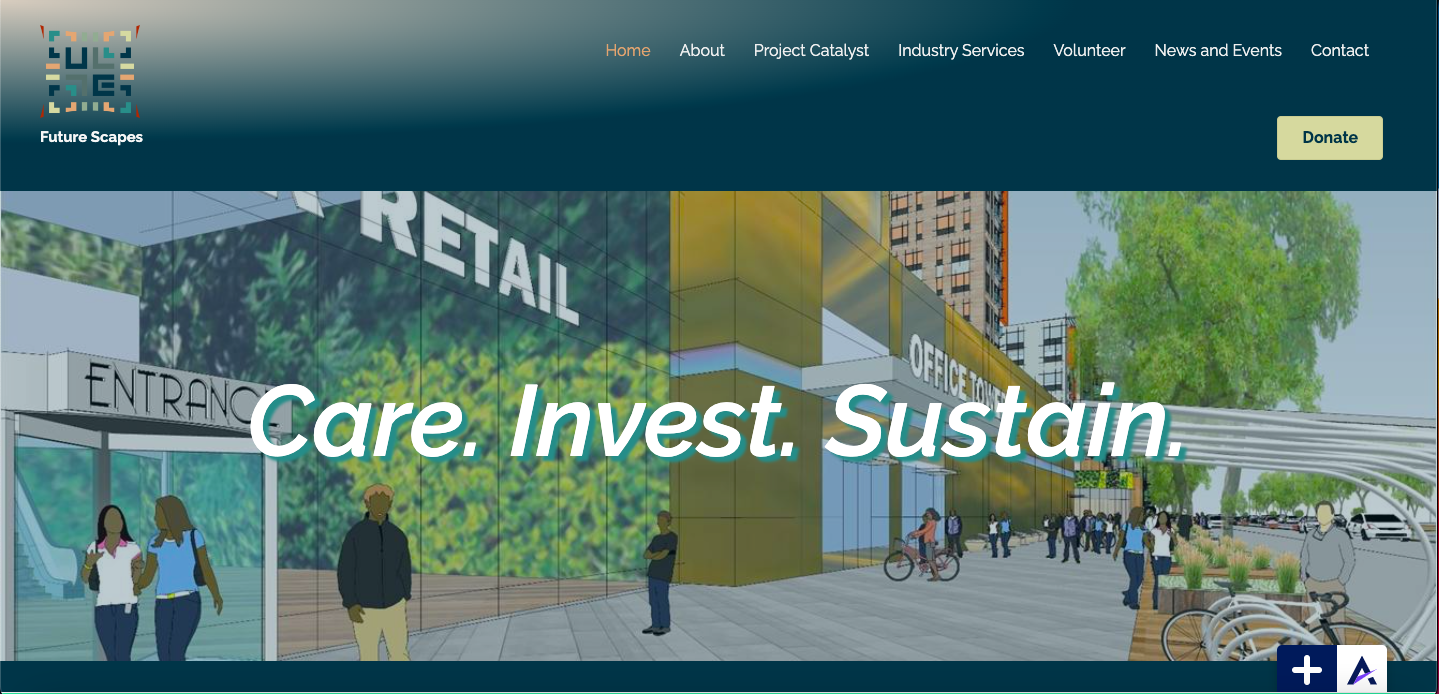 Home About Project Catalyst Industry Services Volunteer News and Events Contact
Future Scapes
Donate
RETAIL
OFFICE TOW
ENTRANC
Care. Invest. Sustain.